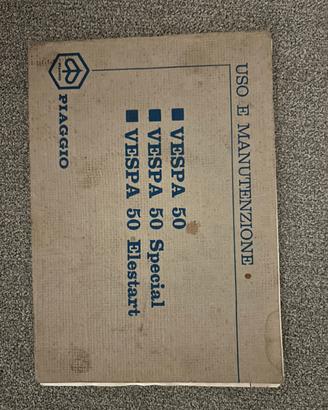 USO E MANUTENZIONE
■ VESPA 50
■ VESPA 50 Special
■ VESPA 50 Elestart
PIAGGIO